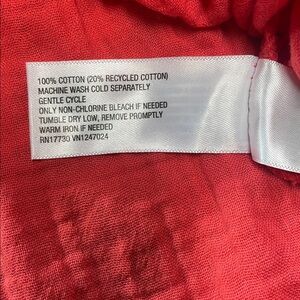 100% COTTON (20% RECYCLED COTTON)
MACHINE WASH COLD SEPARATELY
GENTLE CYCLE
ONLY NON-CHLORINE BLEACH IF NEEDED
TUMBLE DRY LOW, REMOVE PROMPTLY
WARM IRON IF NEEDED
RN17730 VN1247024